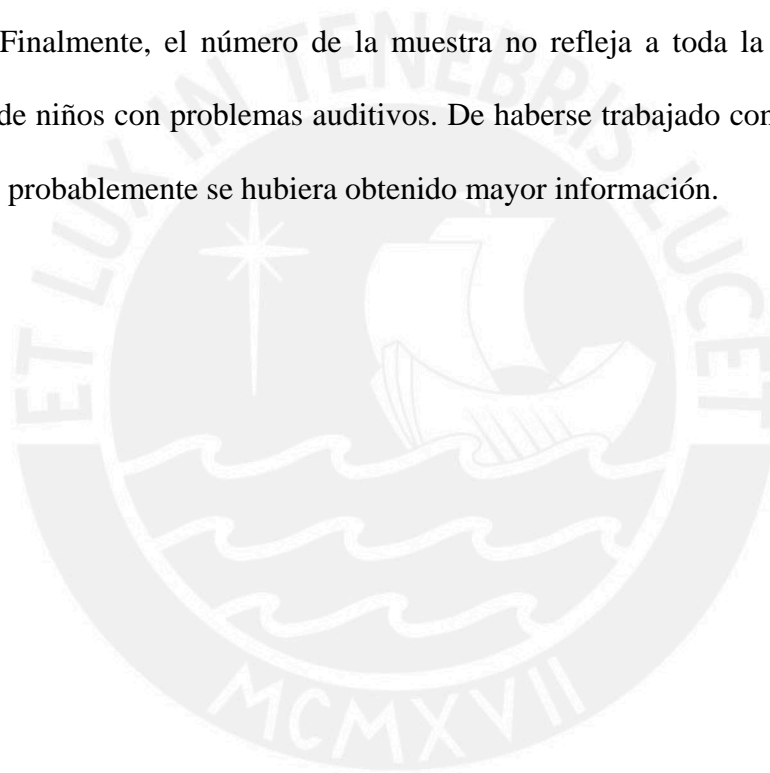 Finalmente, el número de la muestra no refleja a toda la
de niños con problemas auditivos. De haberse trabajado con
probablemente se hubiera obtenido mayor información.
ET LUX IN TENEBRIS LUCET
MCMXVII